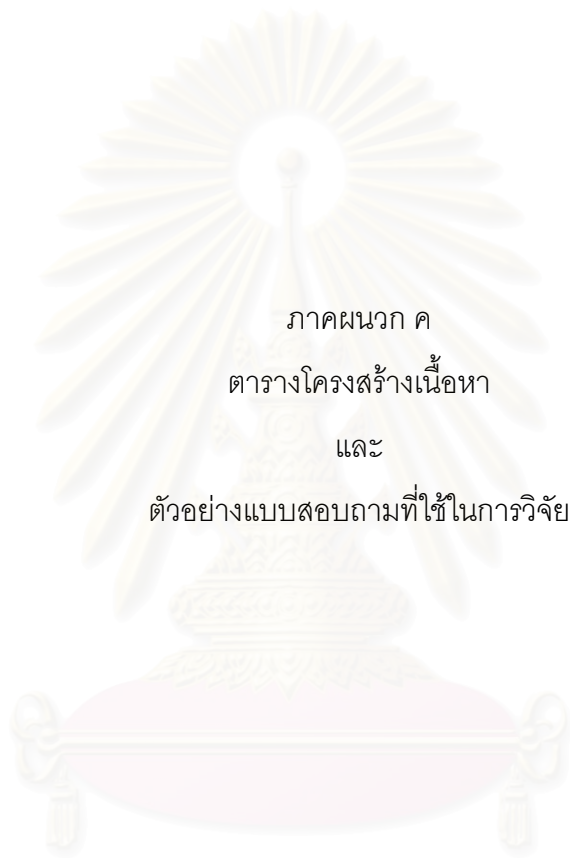 ภาคผนวก ค
ตารางโครงสร้างเนื้อหา
และ
ตัวอย่างแบบสอบถามที่ใช้ในการวิจัย